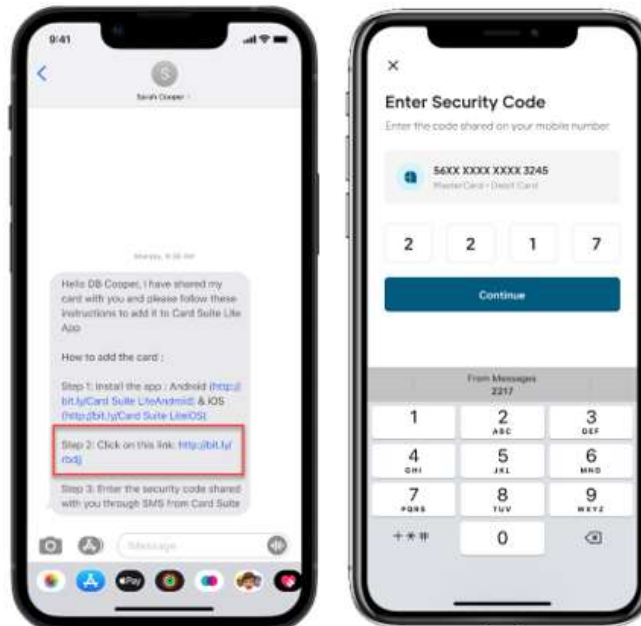 9:41
S
Sarah Cooper
Monday, 9:36 AM
Hello DB Cooper, I have shared my
card with you and please follow these
instructions to add it to Card Suite Lite
App
How to add the card :
Step 1: Install the app : Android (http://
bit.ly/Card Suite LiteAndroid) & iOS
(http://bit.ly/Card Suite LiteiOS)
Step 2: Click on this link: http://bit.ly/
Step 3: Enter the security code shared
with you through SMS from Card Suite
Message
Pay
Enter Security Code
Enter the code shared on your mobile number
56XX XXXX XXXX 3245
MasterCard - Debit Card
2 2 1 7
Continue
From Messages
2217
1
2
ABC
3
DEF
4
GHI
5
JKL
6
MNO
7
PQRS
8
TUV
9
WXYZ
+ * #
0